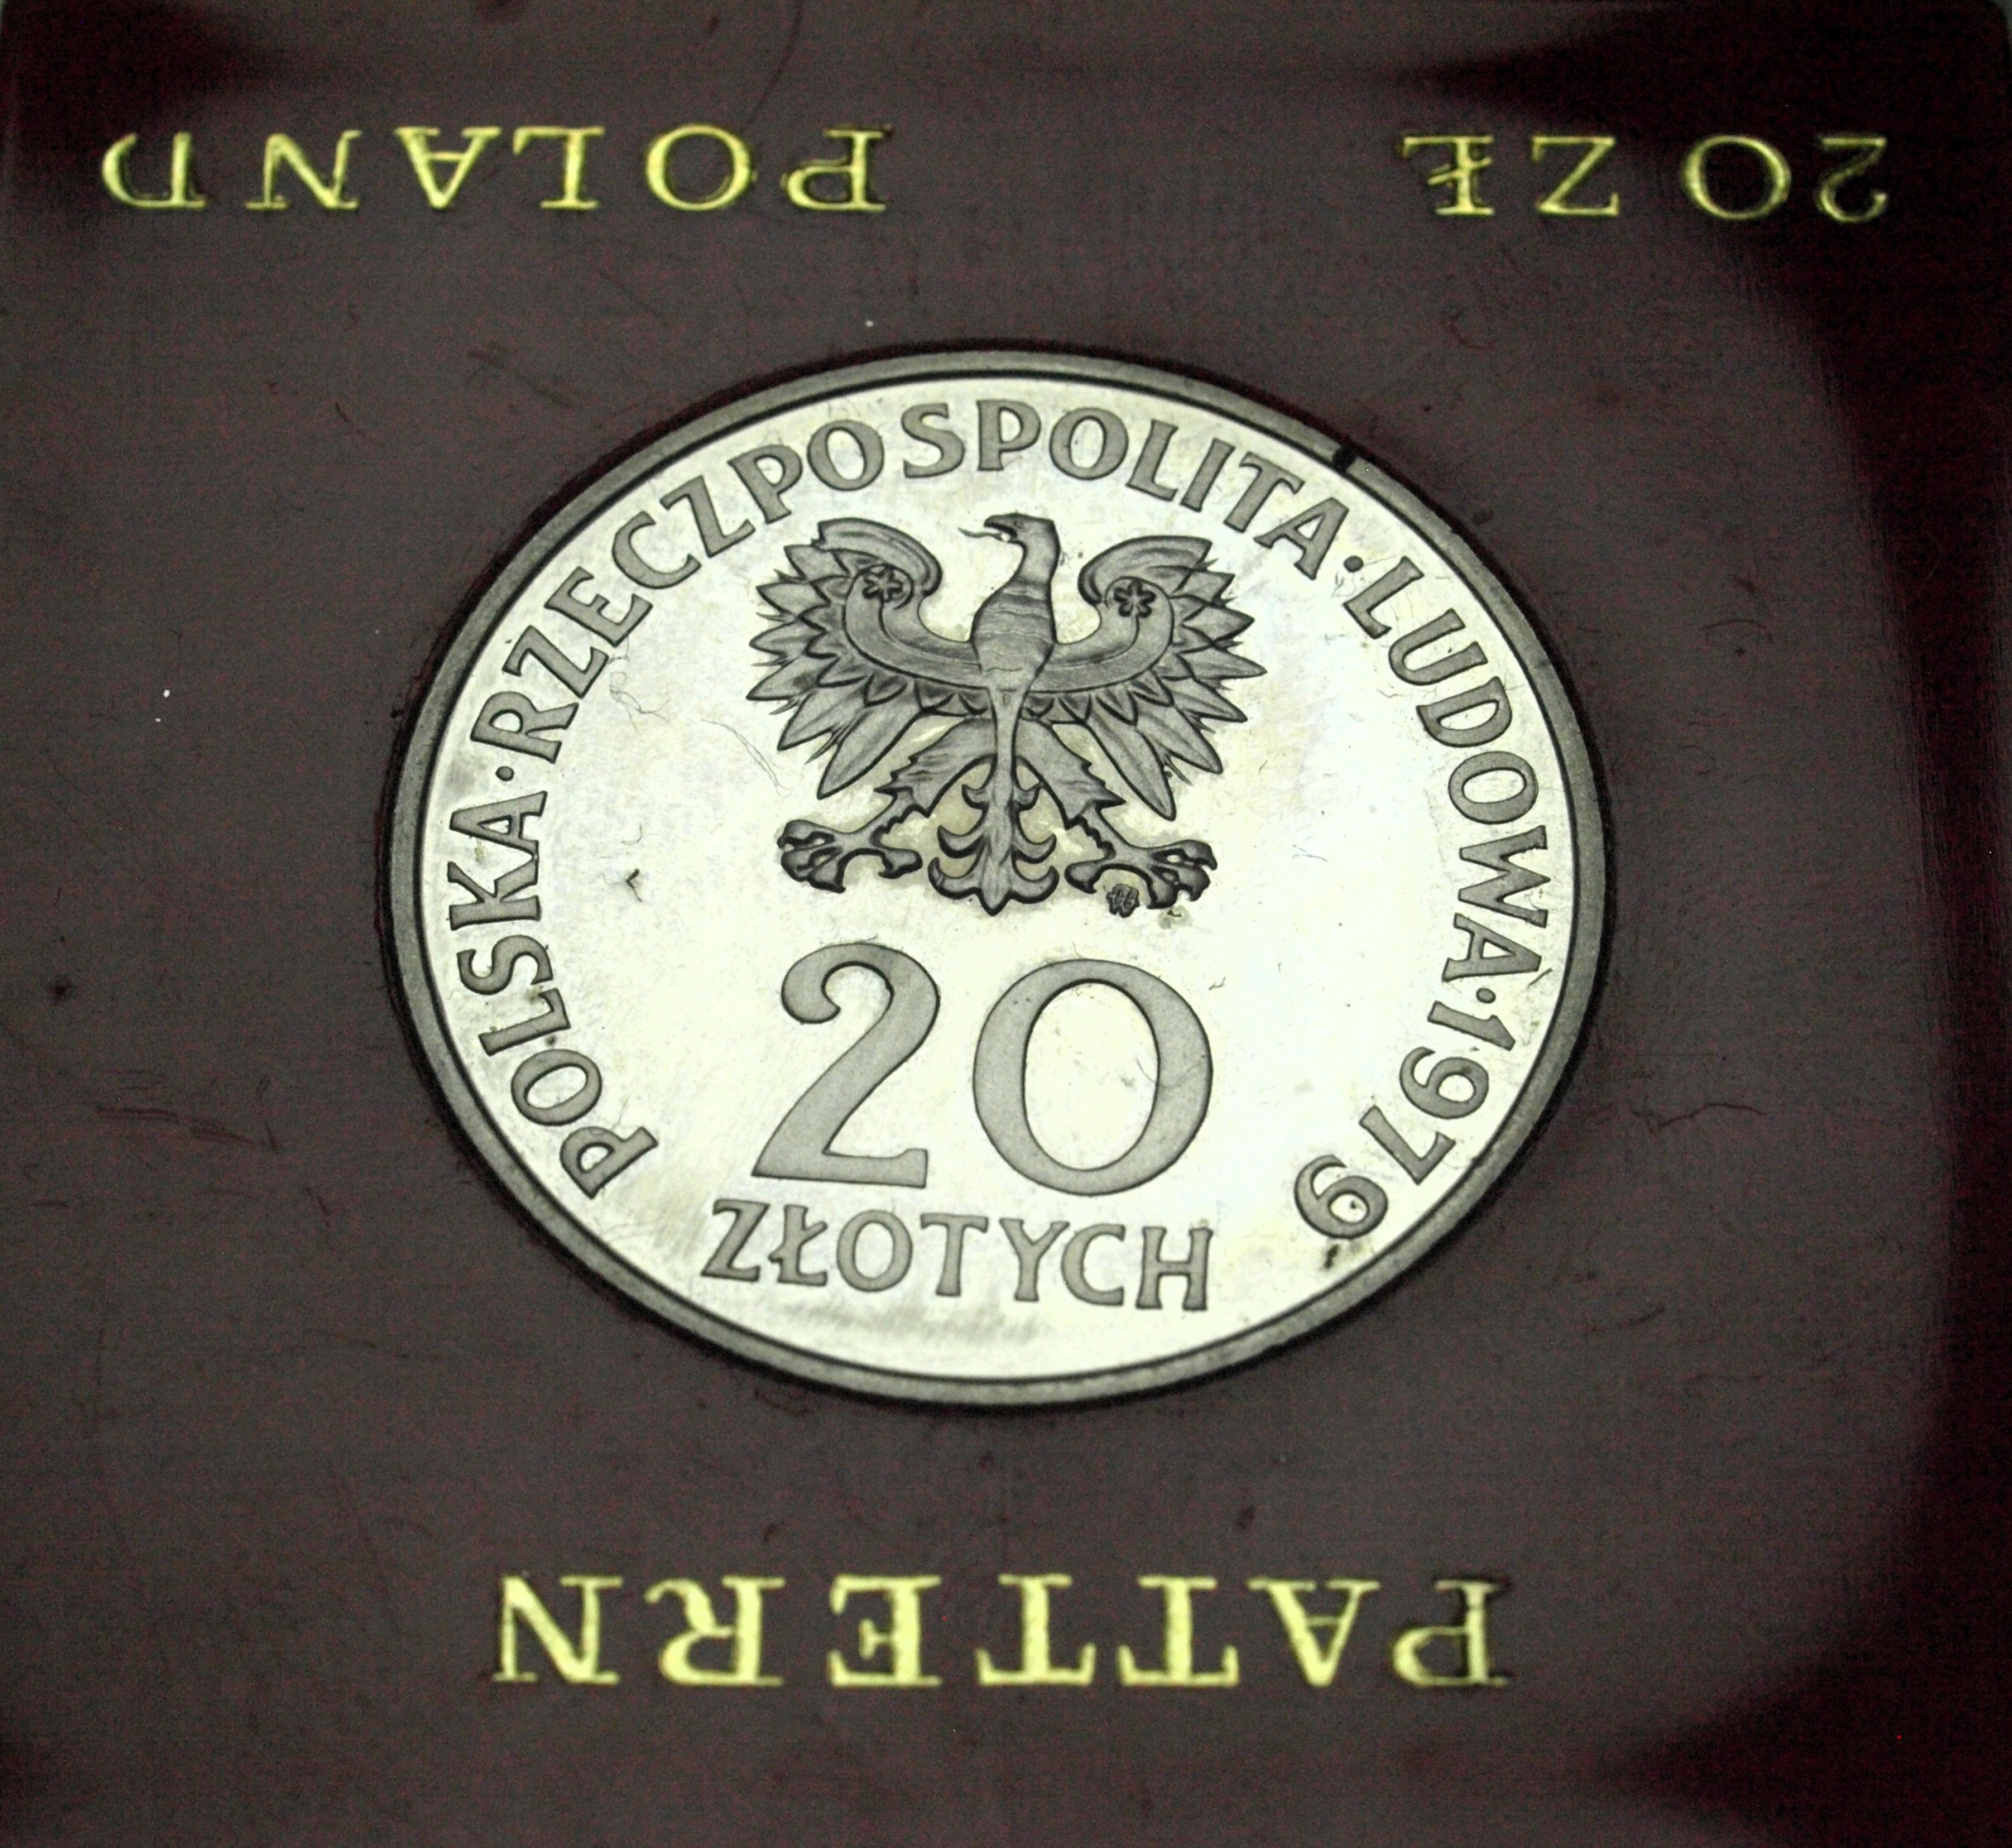 20 ZŁ POLAND
POLSKA·RZECZPOSPOLITA·LUDOWA·1979
20
ZŁOTYCH
PATTERN